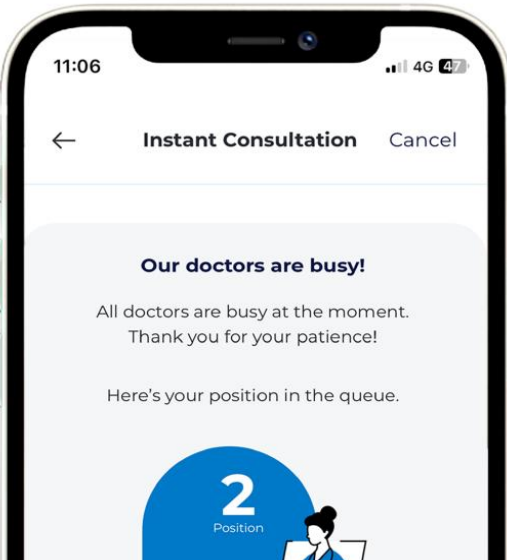 11:06
4G 47
Instant Consultation Cancel
Our doctors are busy!
All doctors are busy at the moment.
Thank you for your patience!
Here's your position in the queue.
2
Position